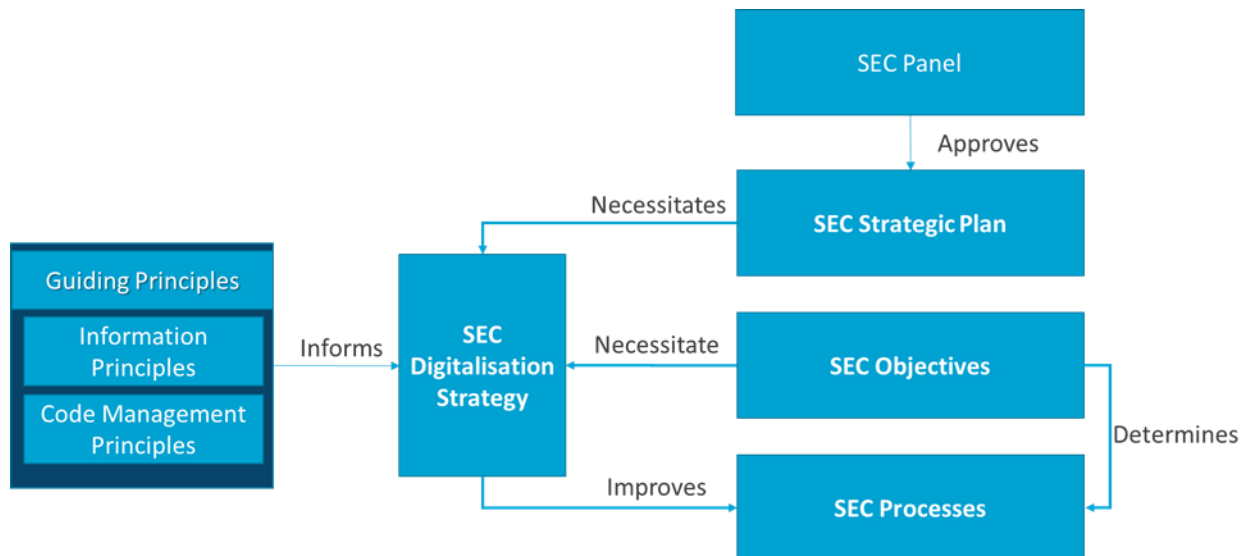 SEC Panel
Approves
Necessitates
SEC Strategic Plan
Guiding Principles
Information
Principles
Code Management
Principles
Informs
SEC
Digitalisation
Strategy
Necessitate
SEC Objectives
Determines
Improves
SEC Processes